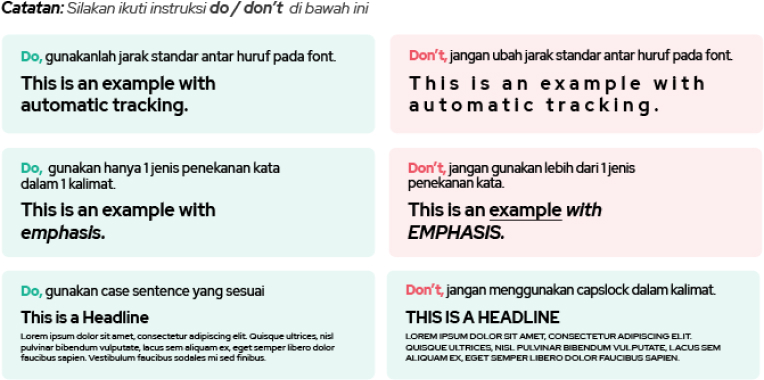 Catatan: Silakan ikuti instruksi do / don't di bawah ini
Do, gunakanlah jarak standar antar huruf pada font.
This is an example with
automatic tracking.
Don't, jangan ubah jarak standar antar huruf pada font.
This is an example with
automatic tracking.
Do, gunakan hanya 1 jenis penekanan kata
dalam 1 kalimat.
This is an example with
emphasis.
Don't, jangan gunakan lebih dari 1 jenis
penekanan kata.
This is an example with
EMPHASIS.
Do, gunakan case sentence yang sesuai
This is a Headline
Lorem ipsum dolor sit amet, consectetur adipiscing elit. Quisque ultrices, nisl
pulvinar bibendum vulputate, lacus sem aliquam ex, eget semper libero dolor
faucibus sapien. Vestibulum faucibus sodales mi sed finibus.
Don't, jangan menggunakan capslock dalam kalimat.
THIS IS A HEADLINE
LOREM IPSUM DOLOR SIT AMET, CONSECTETUR ADIPISCING ELIT.
QUISQUE ULTRICES, NISL PULVINAR BIBENDUM VULPUTATE, LACUS SEM
ALIQUAM EX, EGET SEMPER LIBERO DOLOR FAUCIBUS SAPIEN.